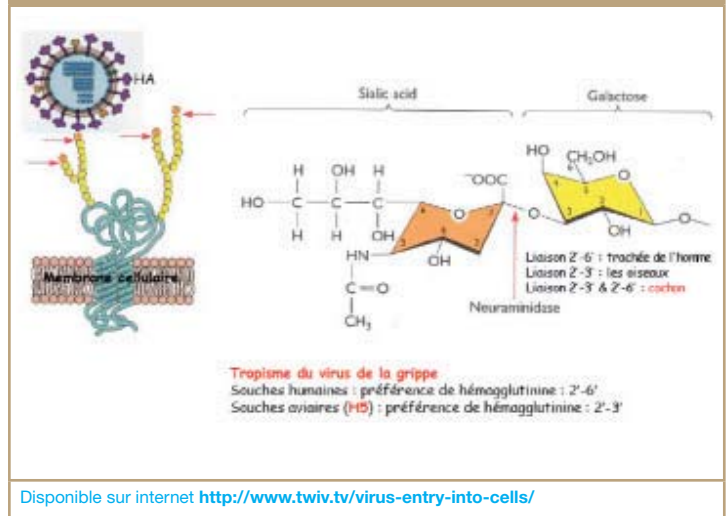 HA
Sialic acid
Galactose
H OH H
HO C C C
H H OH
HN
C=O
CH₃
⁻OOC
O
OH
O
HO
CH₂OH
O
OH
O
Membrane cellulaire
Neuraminidase
Liaison 2'-6' : trachée de l'homme
Liaison 2'-3' : les oiseaux
Liaison 2'-3' & 2'-6' : cochon
Tropisme du virus de la grippe
Souches humaines : préférence de hémagglutinine : 2'-6'
Souches aviaires (H5) : préférence de hémagglutinine : 2'-3'
Disponible sur internet http://www.twiv.tv/virus-entry-into-cells/